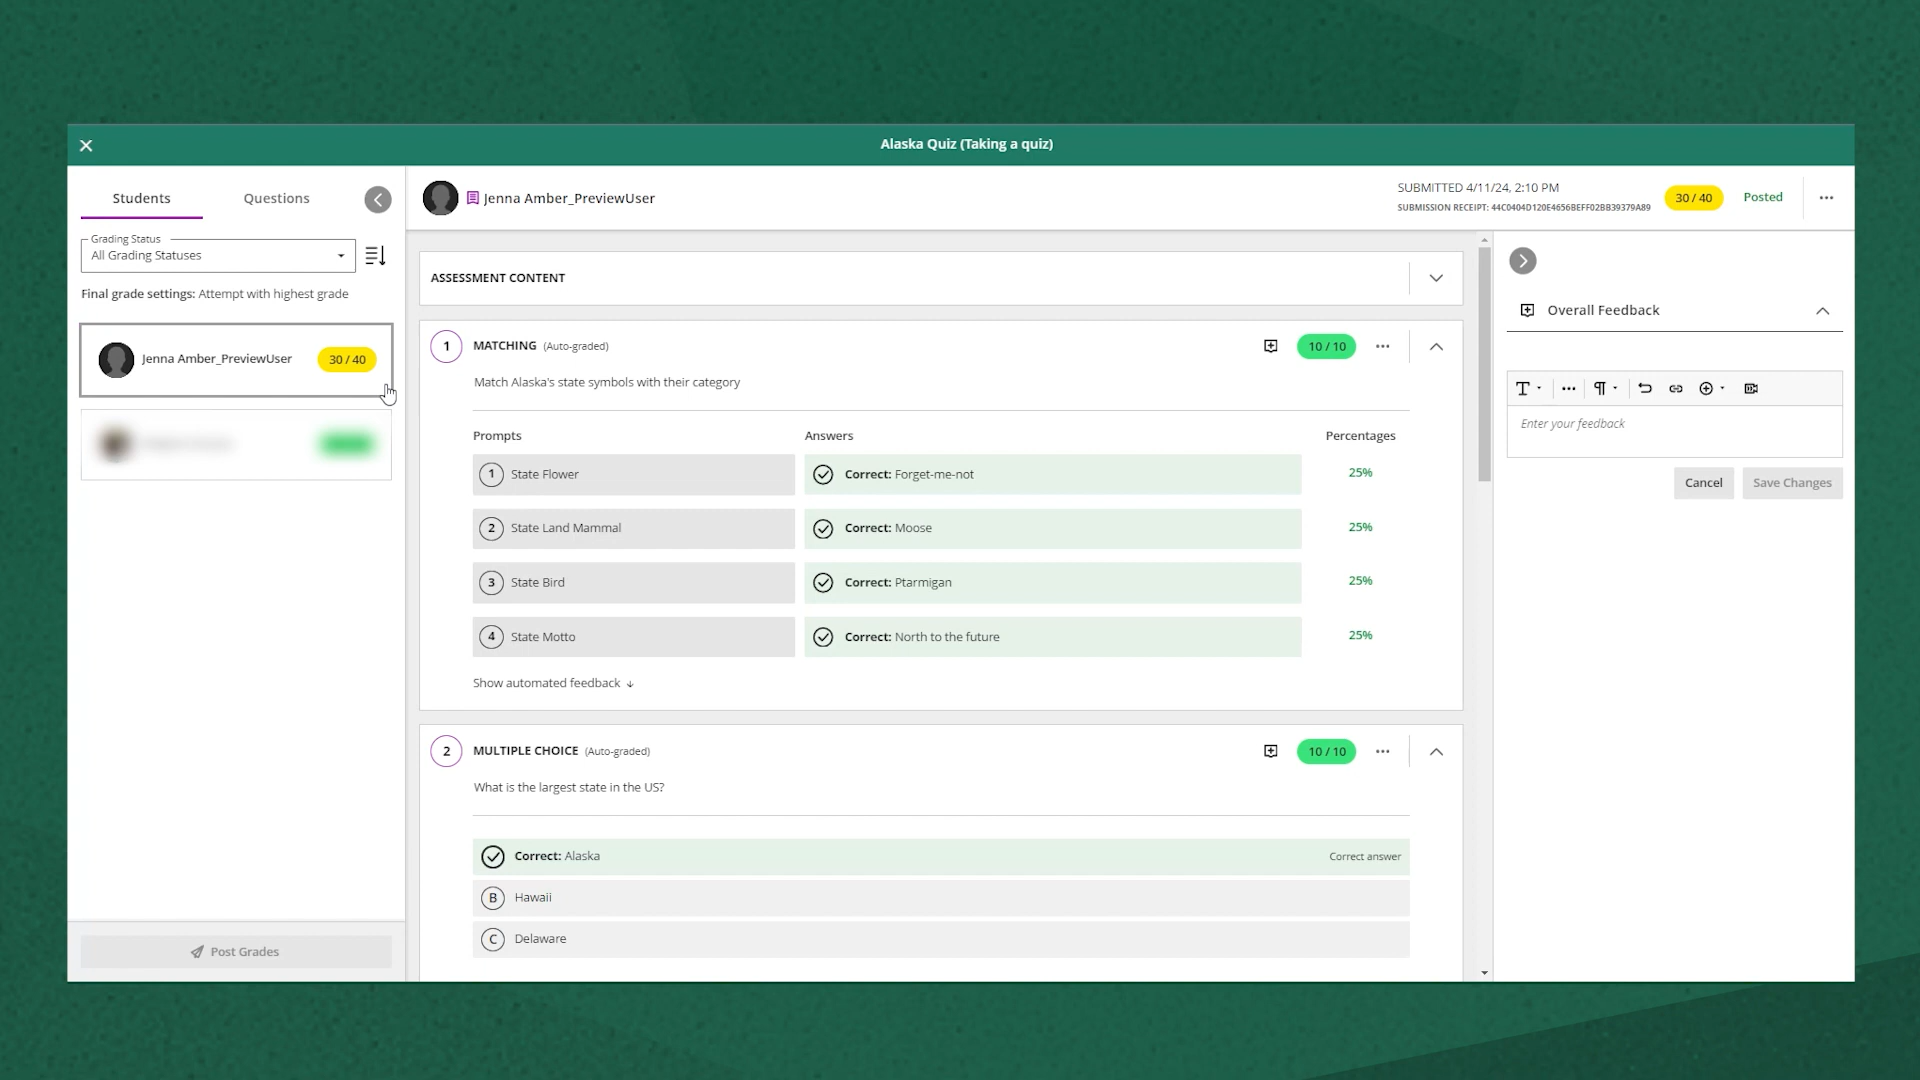 Alaska Quiz (Taking a quiz)
Students
Questions
Grading Status
All Grading Statuses
Final grade settings: Attempt with highest grade
Jenna Amber_PreviewUser
30 / 40
Post Grades
Jenna Amber_PreviewUser
SUBMITTED 4/11/24, 2:10 PM
SUBMISSION RECEIPT: 44C0404D120E4656BEFF02BB39379A89
30 / 40
Posted
ASSESSMENT CONTENT
1 MATCHING (Auto-graded)
10 / 10
Match Alaska's state symbols with their category
Prompts Answers Percentages
1 State Flower Correct: Forget-me-not 25%
2 State Land Mammal Correct: Moose 25%
3 State Bird Correct: Ptarmigan 25%
4 State Motto Correct: North to the future 25%
Show automated feedback ↓
2 MULTIPLE CHOICE (Auto-graded)
10 / 10
What is the largest state in the US?
Correct: Alaska Correct answer
B Hawaii
C Delaware
Overall Feedback
Enter your feedback
Cancel
Save Changes